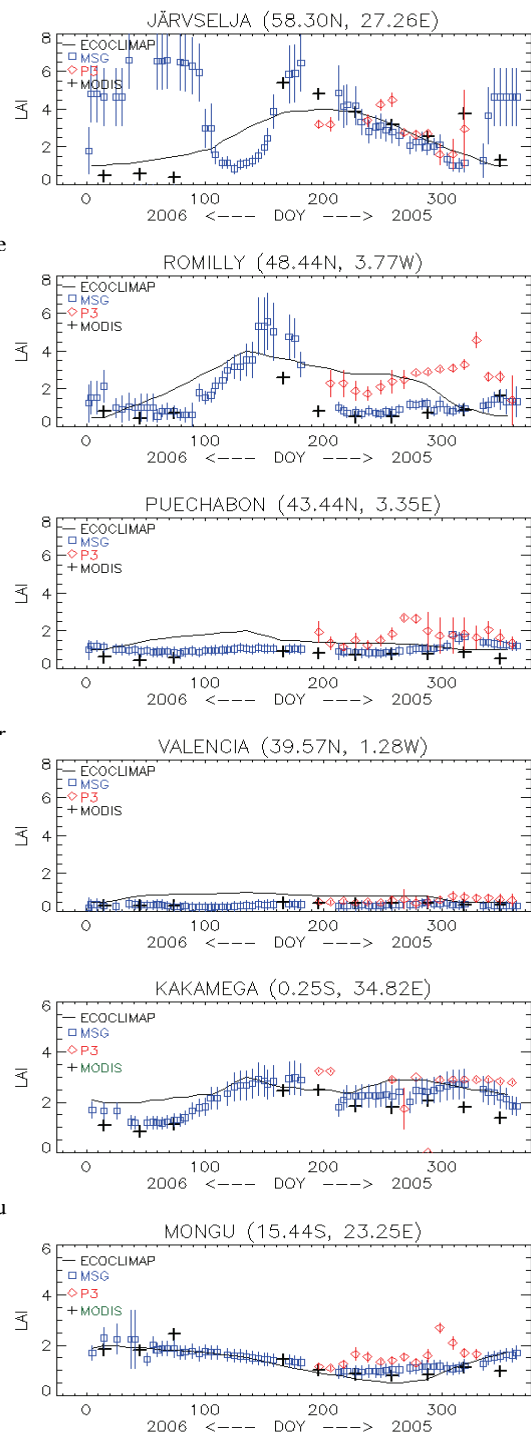 JÄRVSELJA (58.30N, 27.26E)
8
6
4
2
0
LAI
ECOCLIMAP
MSG
P3
MODIS
0 100 200 300
2006 <--- DOY ---> 2005
e
ROMILLY (48.44N, 3.77W)
8
6
4
2
0
LAI
ECOCLIMAP
MSG
P3
MODIS
0 100 200 300
2006 <--- DOY ---> 2005
PUECHABON (43.44N, 3.35E)
8
6
4
2
0
LAI
ECOCLIMAP
MSG
P3
MODIS
0 100 200 300
2006 <--- DOY ---> 2005
r
VALENCIA (39.57N, 1.28W)
8
6
4
2
0
LAI
ECOCLIMAP
MSG
P3
MODIS
0 100 200 300
2006 <--- DOY ---> 2005
KAKAMEGA (0.25S, 34.82E)
6
4
2
0
LAI
ECOCLIMAP
MSG
P3
MODIS
0 100 200 300
2006 <--- DOY ---> 2005
u
MONGU (15.44S, 23.25E)
6
4
2
0
LAI
ECOCLIMAP
MSG
P3
MODIS
0 100 200 300
2006 <--- DOY ---> 2005